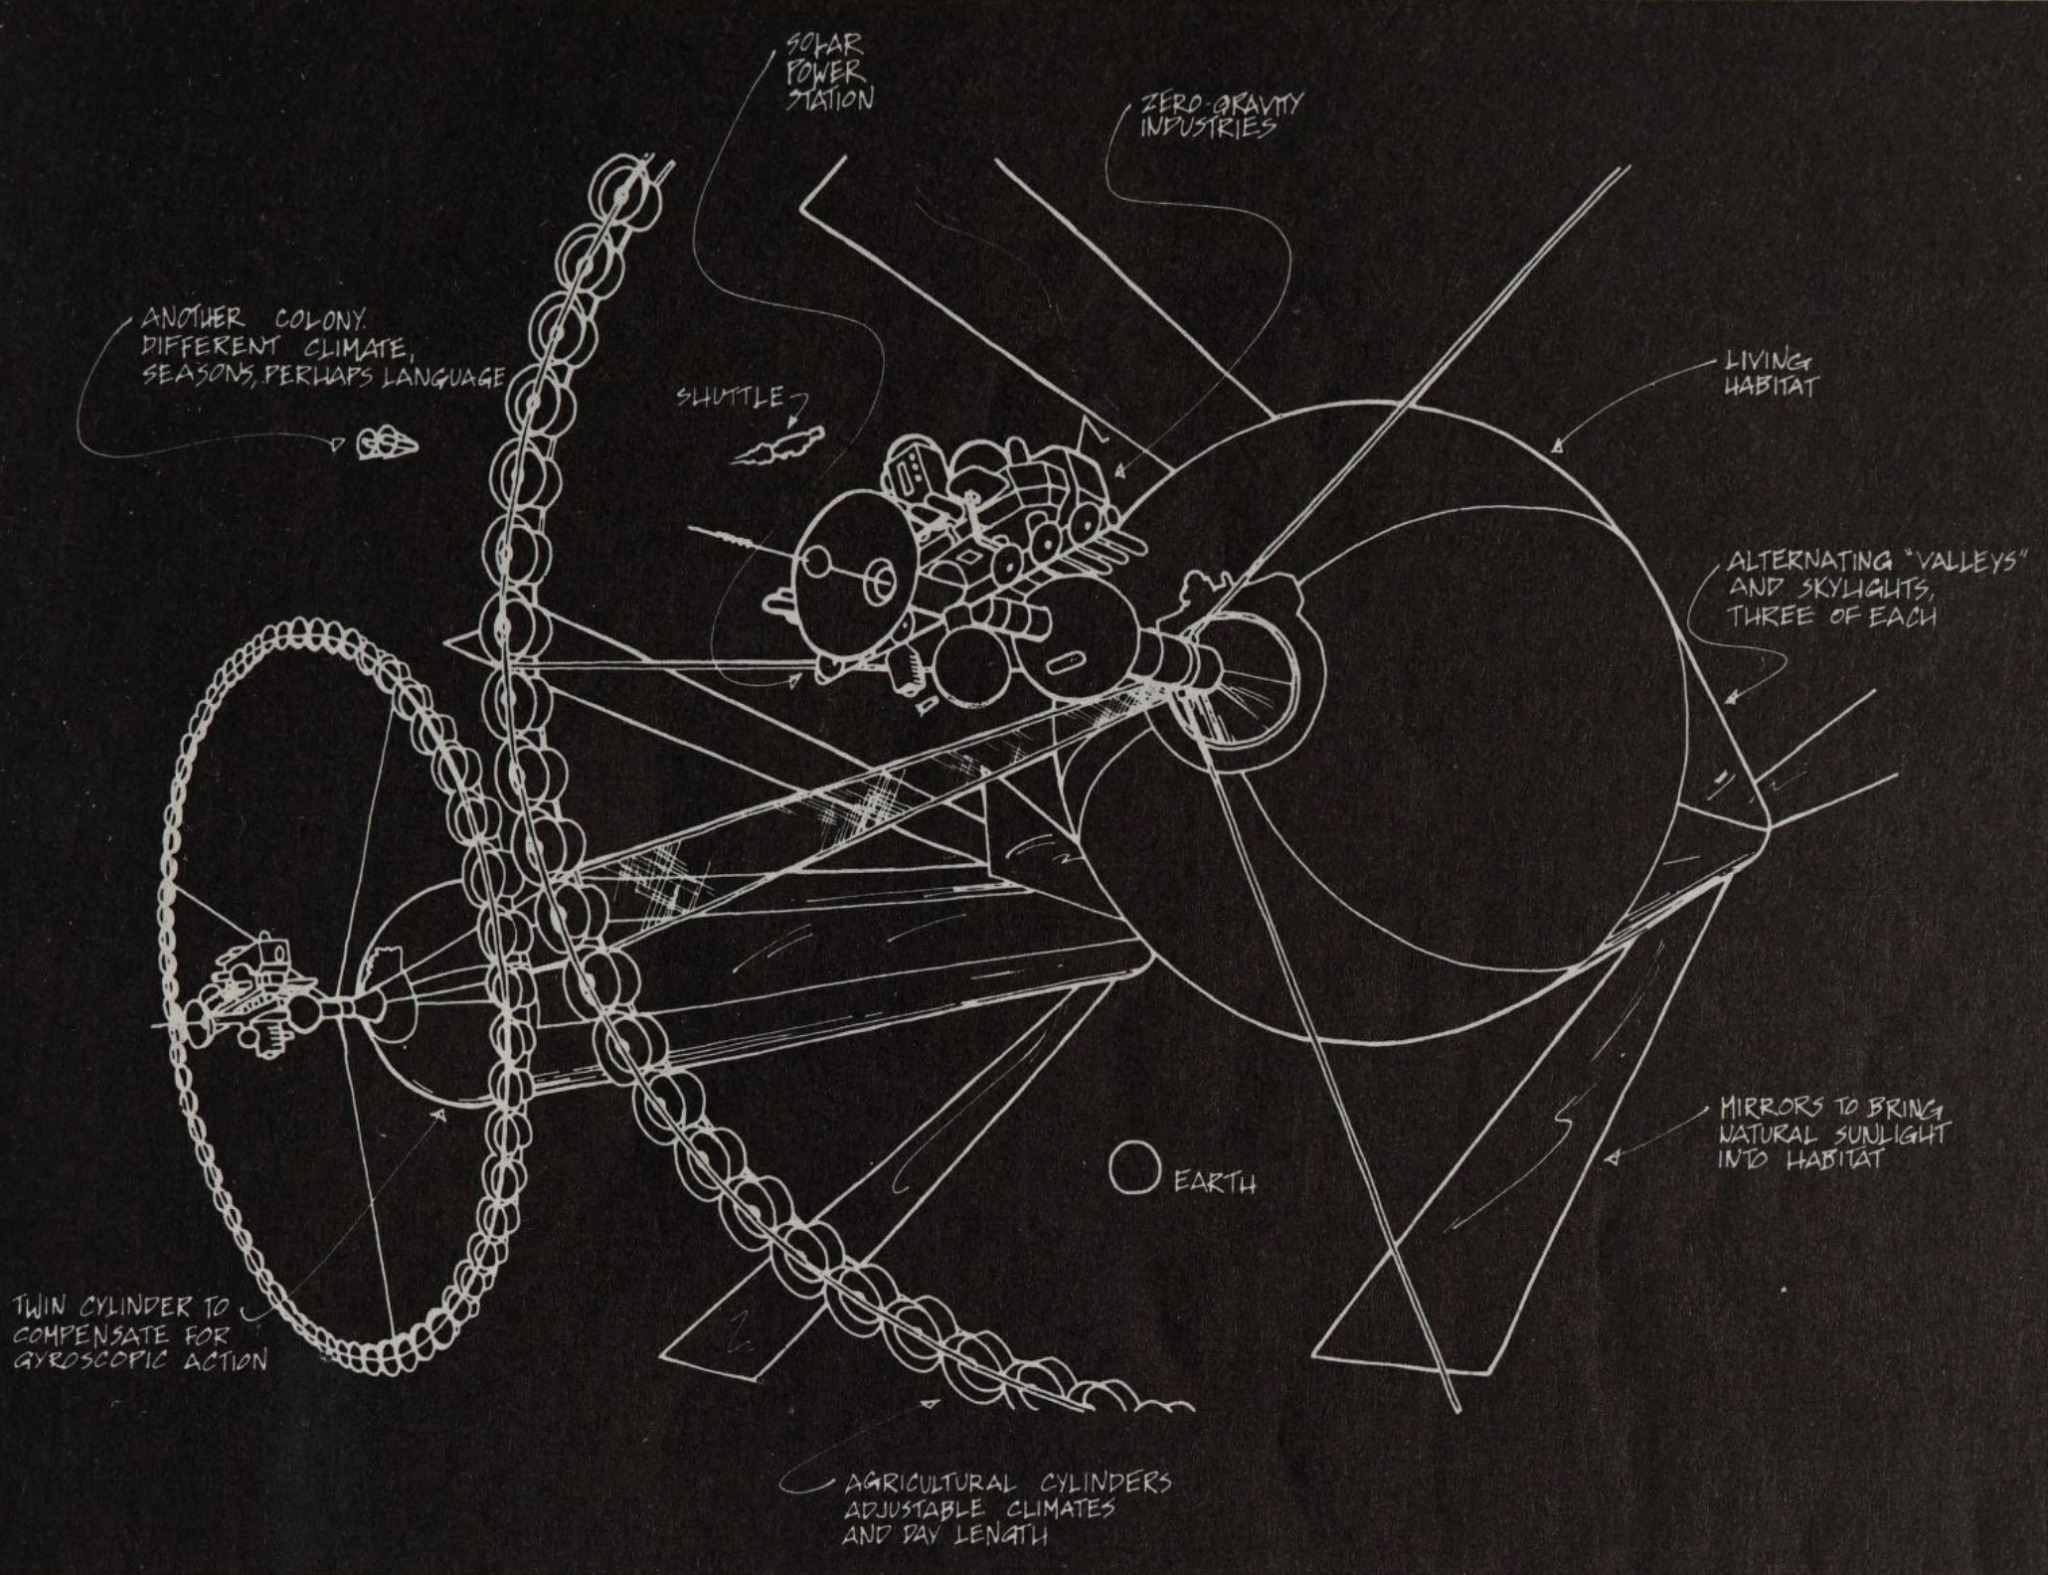 SOLAR
POWER
STATION
ZERO-GRAVITY
INDUSTRIES
ANOTHER COLONY.
DIFFERENT CLIMATE,
SEASONS, PERHAPS LANGUAGE
SHUTTLE
LIVING
HABITAT
ALTERNATING "VALLEYS"
AND SKYLIGHTS,
THREE OF EACH
MIRRORS TO BRING
NATURAL SUNLIGHT
INTO HABITAT
EARTH
TWIN CYLINDER TO
COMPENSATE FOR
GYROSCOPIC ACTION
AGRICULTURAL CYLINDERS
ADJUSTABLE CLIMATES
AND DAY LENGTH